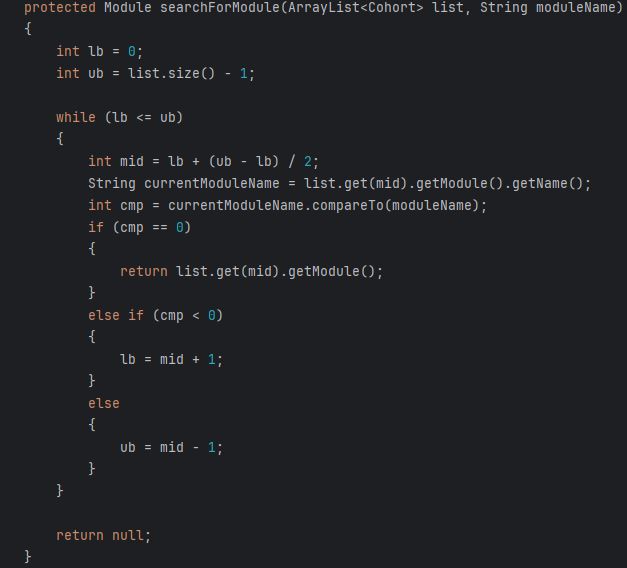 protected Module searchForModule(ArrayList<Cohort> list, String moduleName)
{
    int lb = 0;
    int ub = list.size() - 1;

    while (lb <= ub)
    {
        int mid = lb + (ub - lb) / 2;
        String currentModuleName = list.get(mid).getModule().getName();
        int cmp = currentModuleName.compareTo(moduleName);
        if (cmp == 0)
        {
            return list.get(mid).getModule();
        }
        else if (cmp < 0)
        {
            lb = mid + 1;
        }
        else
        {
            ub = mid - 1;
        }
    }

    return null;
}